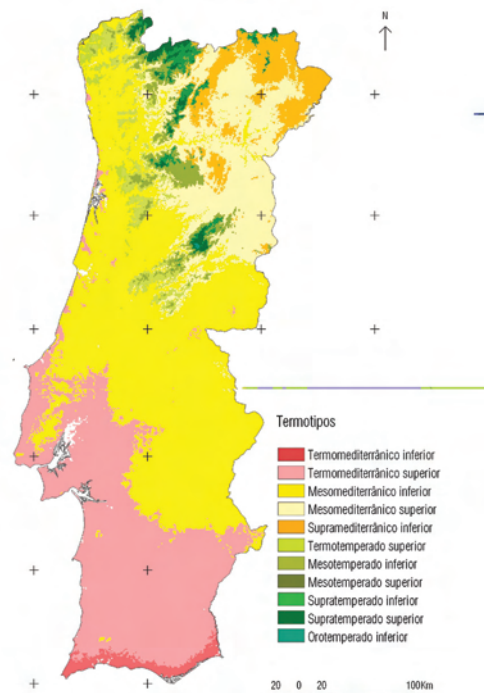 N
Termotipos
Termomediterrânico inferior
Termomediterrânico superior
Mesomediterrânico inferior
Mesomediterrânico superior
Supramediterrânico inferior
Termotemperado superior
Mesotemperado inferior
Mesotemperado superior
Supratemperado inferior
Supratemperado superior
Orotemperado inferior
20 0 20 100Km